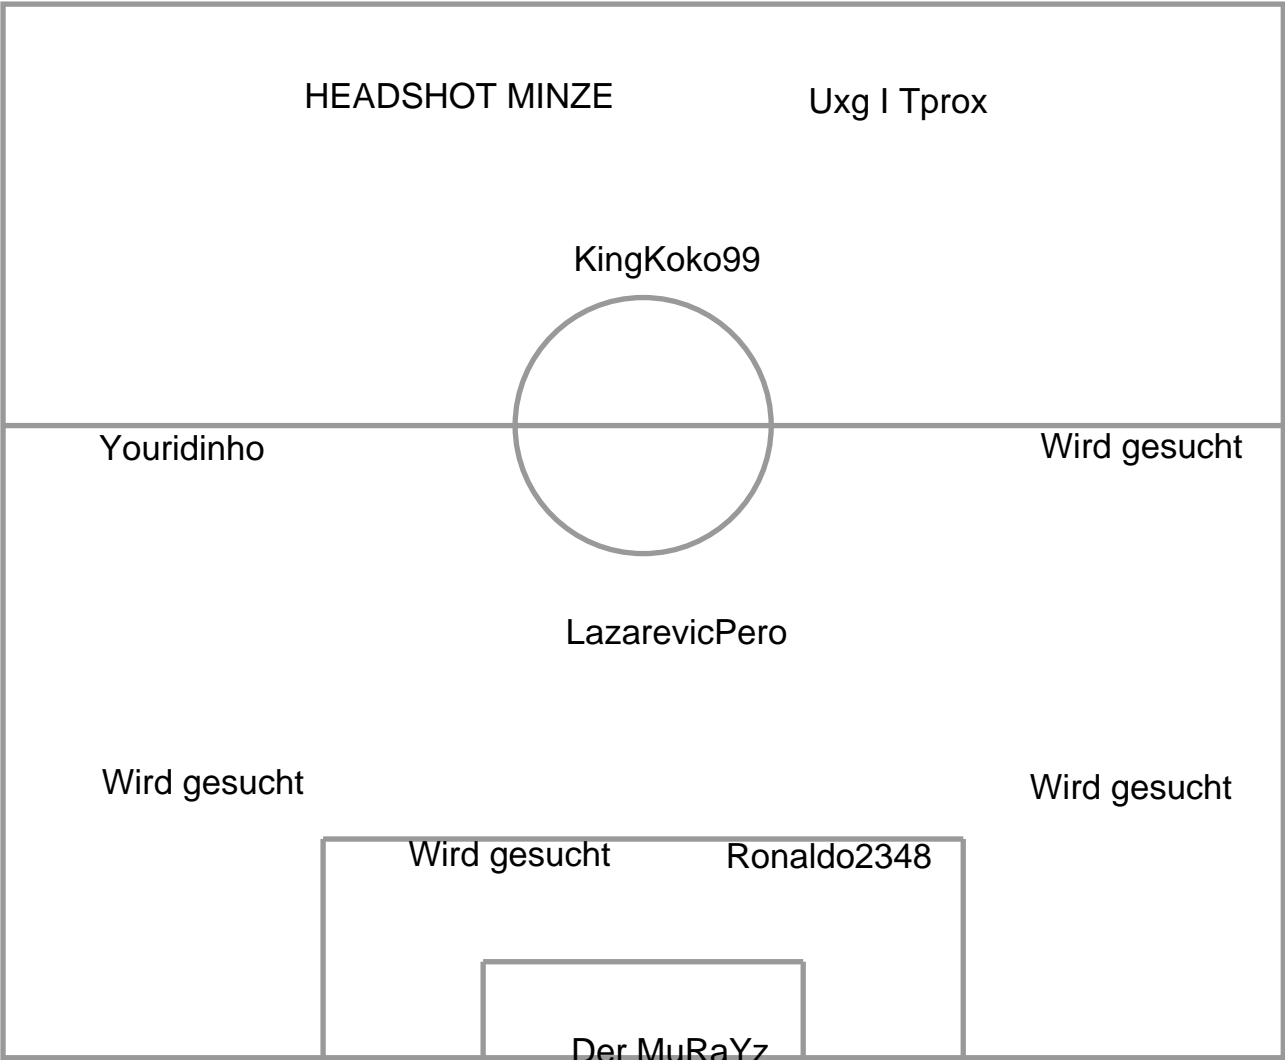 HEADSHOT MINZE
Uxg I Tprox
KingKoko99
Youridinho
Wird gesucht
LazarevicPero
Wird gesucht
Wird gesucht
Wird gesucht
Ronaldo2348
Der MuRaYz